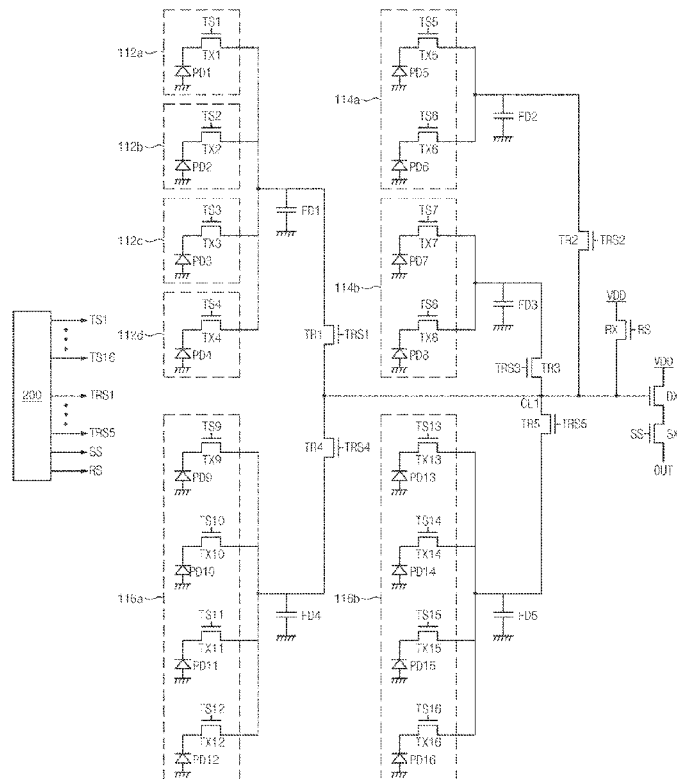 TS1
TX1
PD1
112a
TS2
TX2
PD2
112b
TS3
TX3
PD3
112c
TS4
TX4
PD4
112d
FD1
TR1
TRS1
TS5
TX5
PD5
114a
TS6
TX6
PD6
FD2
TR2
TRS2
TS7
TX7
PD7
114b
TS8
TX8
PD8
FD3
TRS3
TR3
VDD
RX
RS
VDD
DX
CL1
SS
SX
OUT
200
TS1
TS16
TRS1
TRS5
SS
RS
TR4
TRS4
TR5
TRS5
TS9
TX9
PD9
TS10
TX10
PD10
116a
TS11
TX11
PD11
TS12
TX12
PD12
FD4
TS13
TX13
PD13
TS14
TX14
PD14
116b
TS15
TX15
PD15
TS16
TX16
PD16
FD5